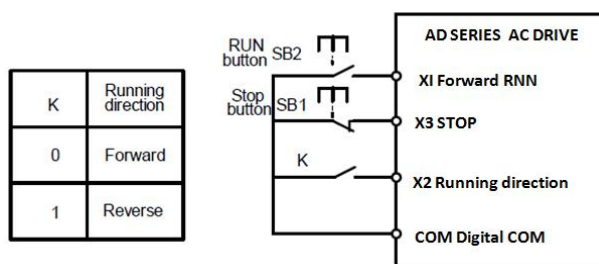 K
Running
direction
0
Forward
1
Reverse
RUN
button SB2
Stop
button SB1
K
AD SERIES AC DRIVE
XI Forward RNN
X3 STOP
X2 Running direction
COM Digital COM